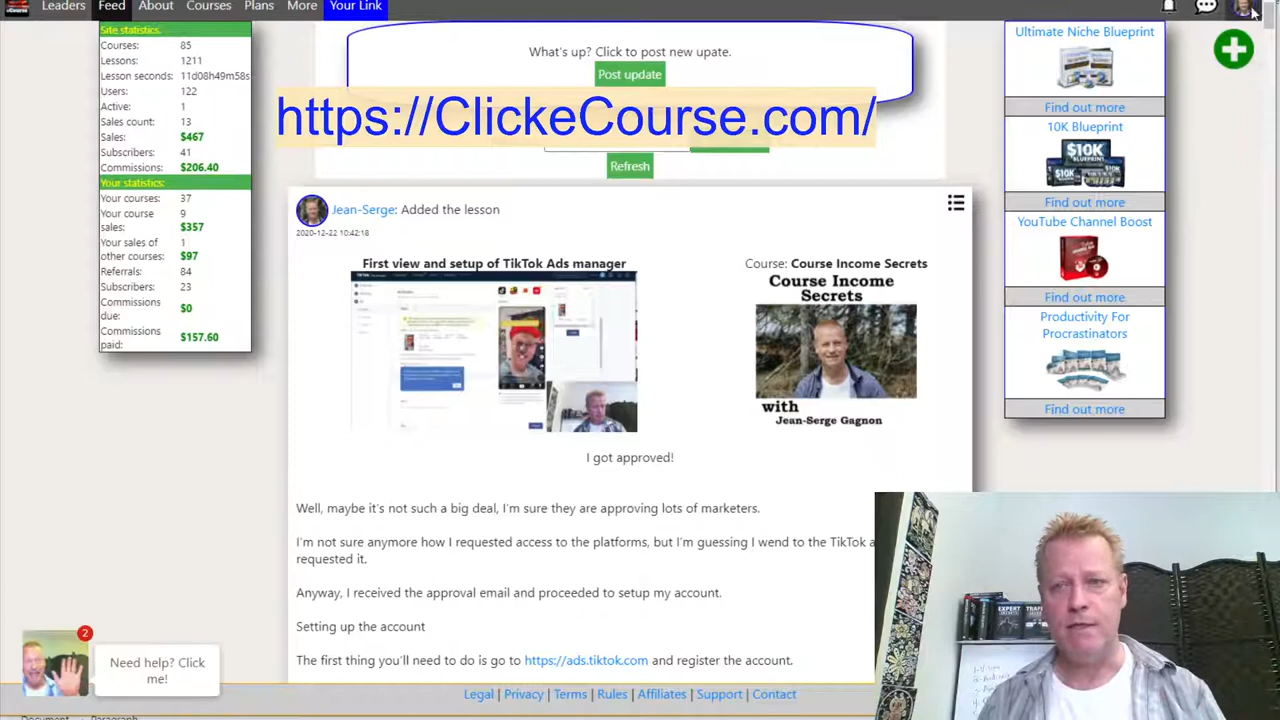 Leaders Feed About Courses Plans More Your Link
Site statistics:
Courses: 85
Lessons: 1211
Lesson seconds: 11d08h49m58s
Users: 122
Active: 1
Sales count: 13
Sales: $467
Subscribers: 41
Commissions: $206.40
Your statistics:
Your courses: 37
Your course
sales: 9
$357
Your sales of
other courses: 1
$97
Referrals: 84
Subscribers: 23
Commissions
due: $0
Commissions
paid: $157.60
What's up? Click to post new upate.
Post update
https://ClickeCourse.com/
Refresh
Jean-Serge: Added the lesson
2020-12-22 10:42:18
First view and setup of TikTok Ads manager
Course: Course Income Secrets
Course Income
Secrets
with
Jean-Serge Gagnon
I got approved!
Well, maybe it's not such a big deal, I'm sure they are approving lots of marketers.
I'm not sure anymore how I requested access to the platforms, but I'm guessing I wend to the TikTok
requested it.
Anyway, I received the approval email and proceeded to setup my account.
Setting up the account
The first thing you'll need to do is go to https://ads.tiktok.com and register the account.
Ultimate Niche Blueprint
Find out more
10K Blueprint
$10K
BLUEPRINT
Find out more
YouTube Channel Boost
Find out more
Productivity For
Procrastinators
Find out more
2
Need help? Click
me!
Legal | Privacy | Terms | Rules | Affiliates | Support | Contact
EXPERT
SECRETS